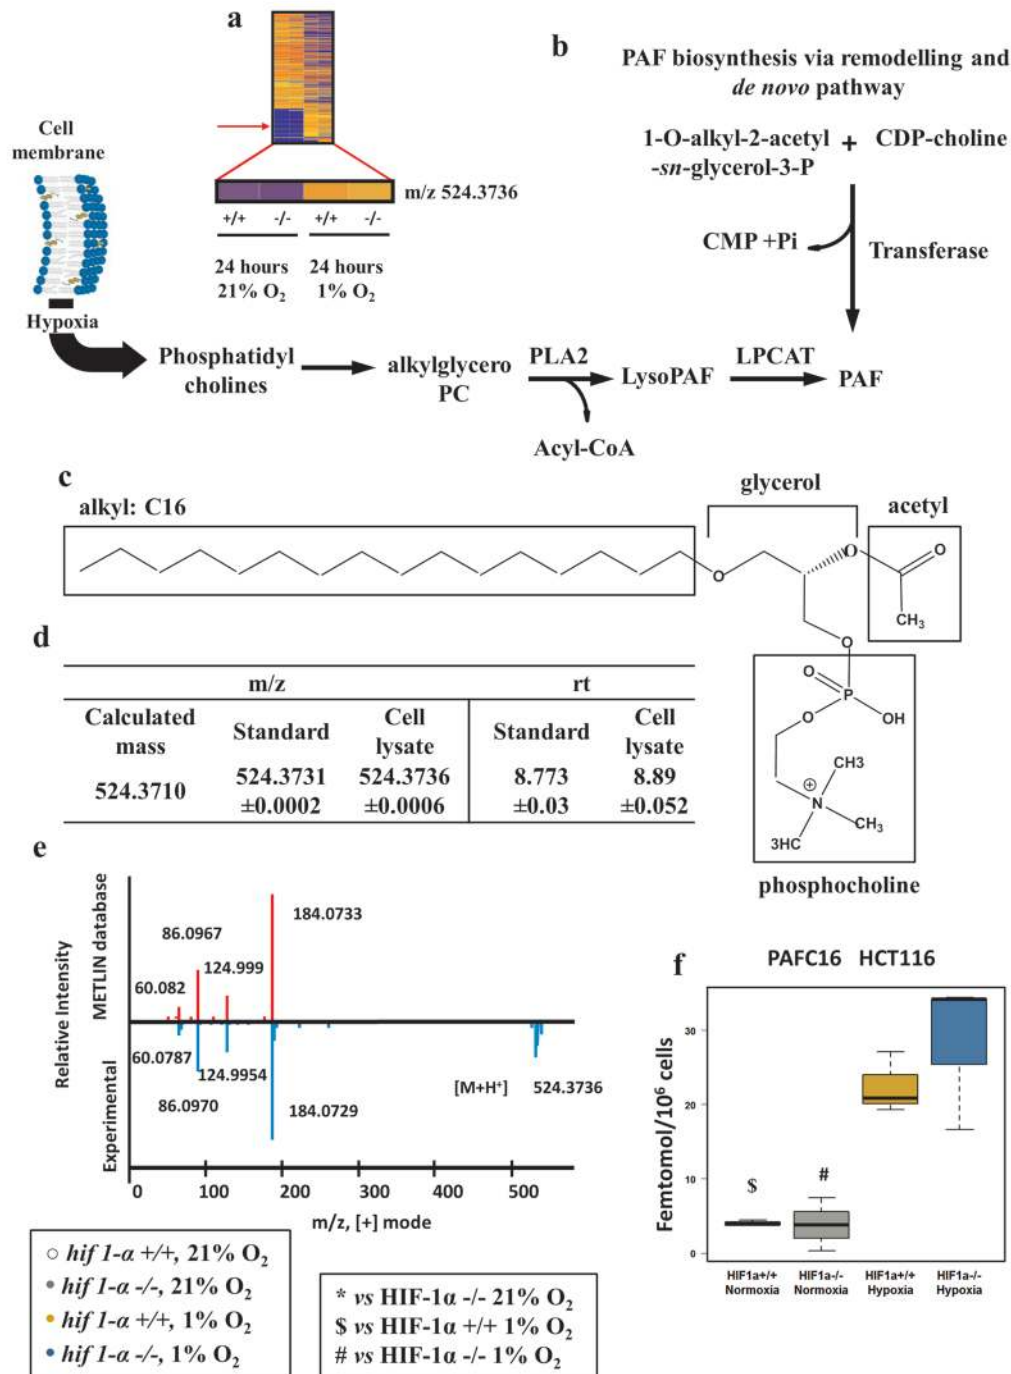 a
Cell
membrane
Hypoxia
m/z 524.3736
+/+ -/- +/+ -/-
24 hours 24 hours
21% O₂ 1% O₂
b
PAF biosynthesis via remodelling and
de novo pathway
1-O-alkyl-2-acetyl + CDP-choline
-sn-glycerol-3-P
CMP +Pi
Transferase
Phosphatidyl
cholines
alkylglycero
PC
PLA2
Acyl-CoA
LysoPAF
LPCAT
PAF
c
alkyl: C16
glycerol
acetyl
O
O
O
CH₃
O
O
P
OH
O
CH3
N
⊕
CH₃
3HC
phosphocholine
d
m/z rt
Calculated mass Standard Cell lysate Standard Cell lysate
524.3710 524.3731 524.3736 8.773 8.89
±0.0002 ±0.0006 ±0.03 ±0.052
e
Relative Intensity
METLIN database
Experimental
184.0733
86.0967
124.999
60.082
60.0787
124.9954
86.0970
184.0729
[M+H⁺]
524.3736
0 100 200 300 400 500
m/z, [+] mode
hif 1-α +/+, 21% O₂
hif 1-α -/-, 21% O₂
hif 1-α +/+, 1% O₂
hif 1-α -/-, 1% O₂
* vs HIF-1α -/- 21% O₂
$ vs HIF-1α +/+ 1% O₂
# vs HIF-1α -/- 1% O₂
f
PAFC16 HCT116
Femtomol/10⁶ cells
30
20
10
0
$
#
HIF1a+/+ HIF1a-/- HIF1a+/+ HIF1a-/-
Normoxia Normoxia Hypoxia Hypoxia